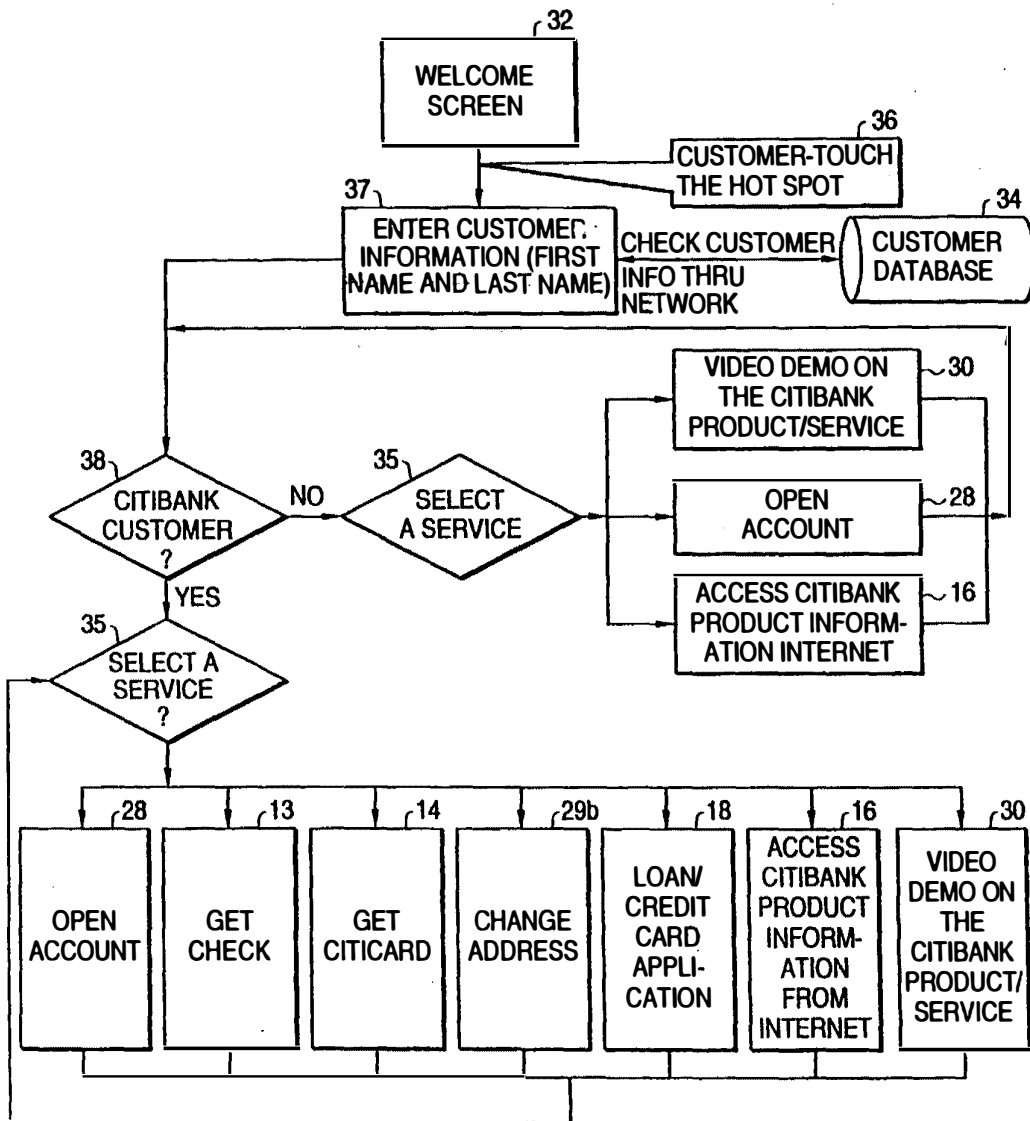 32
WELCOME
SCREEN
36
CUSTOMER-TOUCH
THE HOT SPOT
37
ENTER CUSTOMER
INFORMATION (FIRST
NAME AND LAST NAME)
CHECK CUSTOMER
INFO THRU
NETWORK
34
CUSTOMER
DATABASE
38
CITIBANK
CUSTOMER
?
NO
YES
35
SELECT
A SERVICE
VIDEO DEMO ON
THE CITIBANK
PRODUCT/SERVICE
30
OPEN
ACCOUNT
28
ACCESS CITIBANK
PRODUCT INFORM-
ATION INTERNET
16
35
SELECT A
SERVICE
?
28
OPEN
ACCOUNT
13
GET
CHECK
14
GET
CITICARD
29b
CHANGE
ADDRESS
18
LOAN/
CREDIT
CARD
APPLI-
CATION
16
ACCESS
CITIBANK
PRODUCT
INFORM-
ATION
FROM
INTERNET
30
VIDEO
DEMO ON
THE
CITIBANK
PRODUCT/
SERVICE